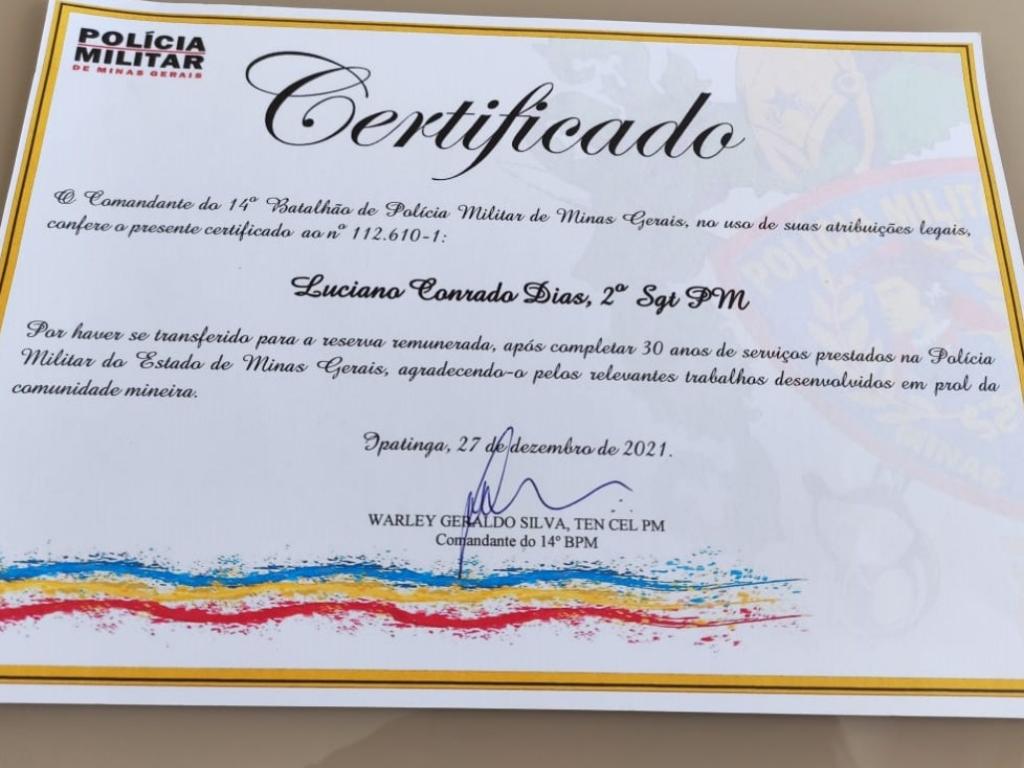 POLÍCIA
MILITAR
DE MINAS GERAIS
Certificado
O Comandante do 14º Batalhão de Polícia Militar de Minas Gerais, no uso de suas atribuições legais,
confere o presente certificado ao nº 112.610-1:
Luciano Conrado Dias, 2º Sgt PM
Por haver se transferido para a reserva remunerada, após completar 30 anos de serviços prestados na Polícia
Militar do Estado de Minas Gerais, agradecendo-o pelos relevantes trabalhos desenvolvidos em prol da
comunidade mineira.
Ipatinga, 27 de dezembro de 2021.
WARLEY GERALDO SILVA, TEN CEL PM
Comandante do 14º BPM
POLÍCIA MILITAR
MINAS